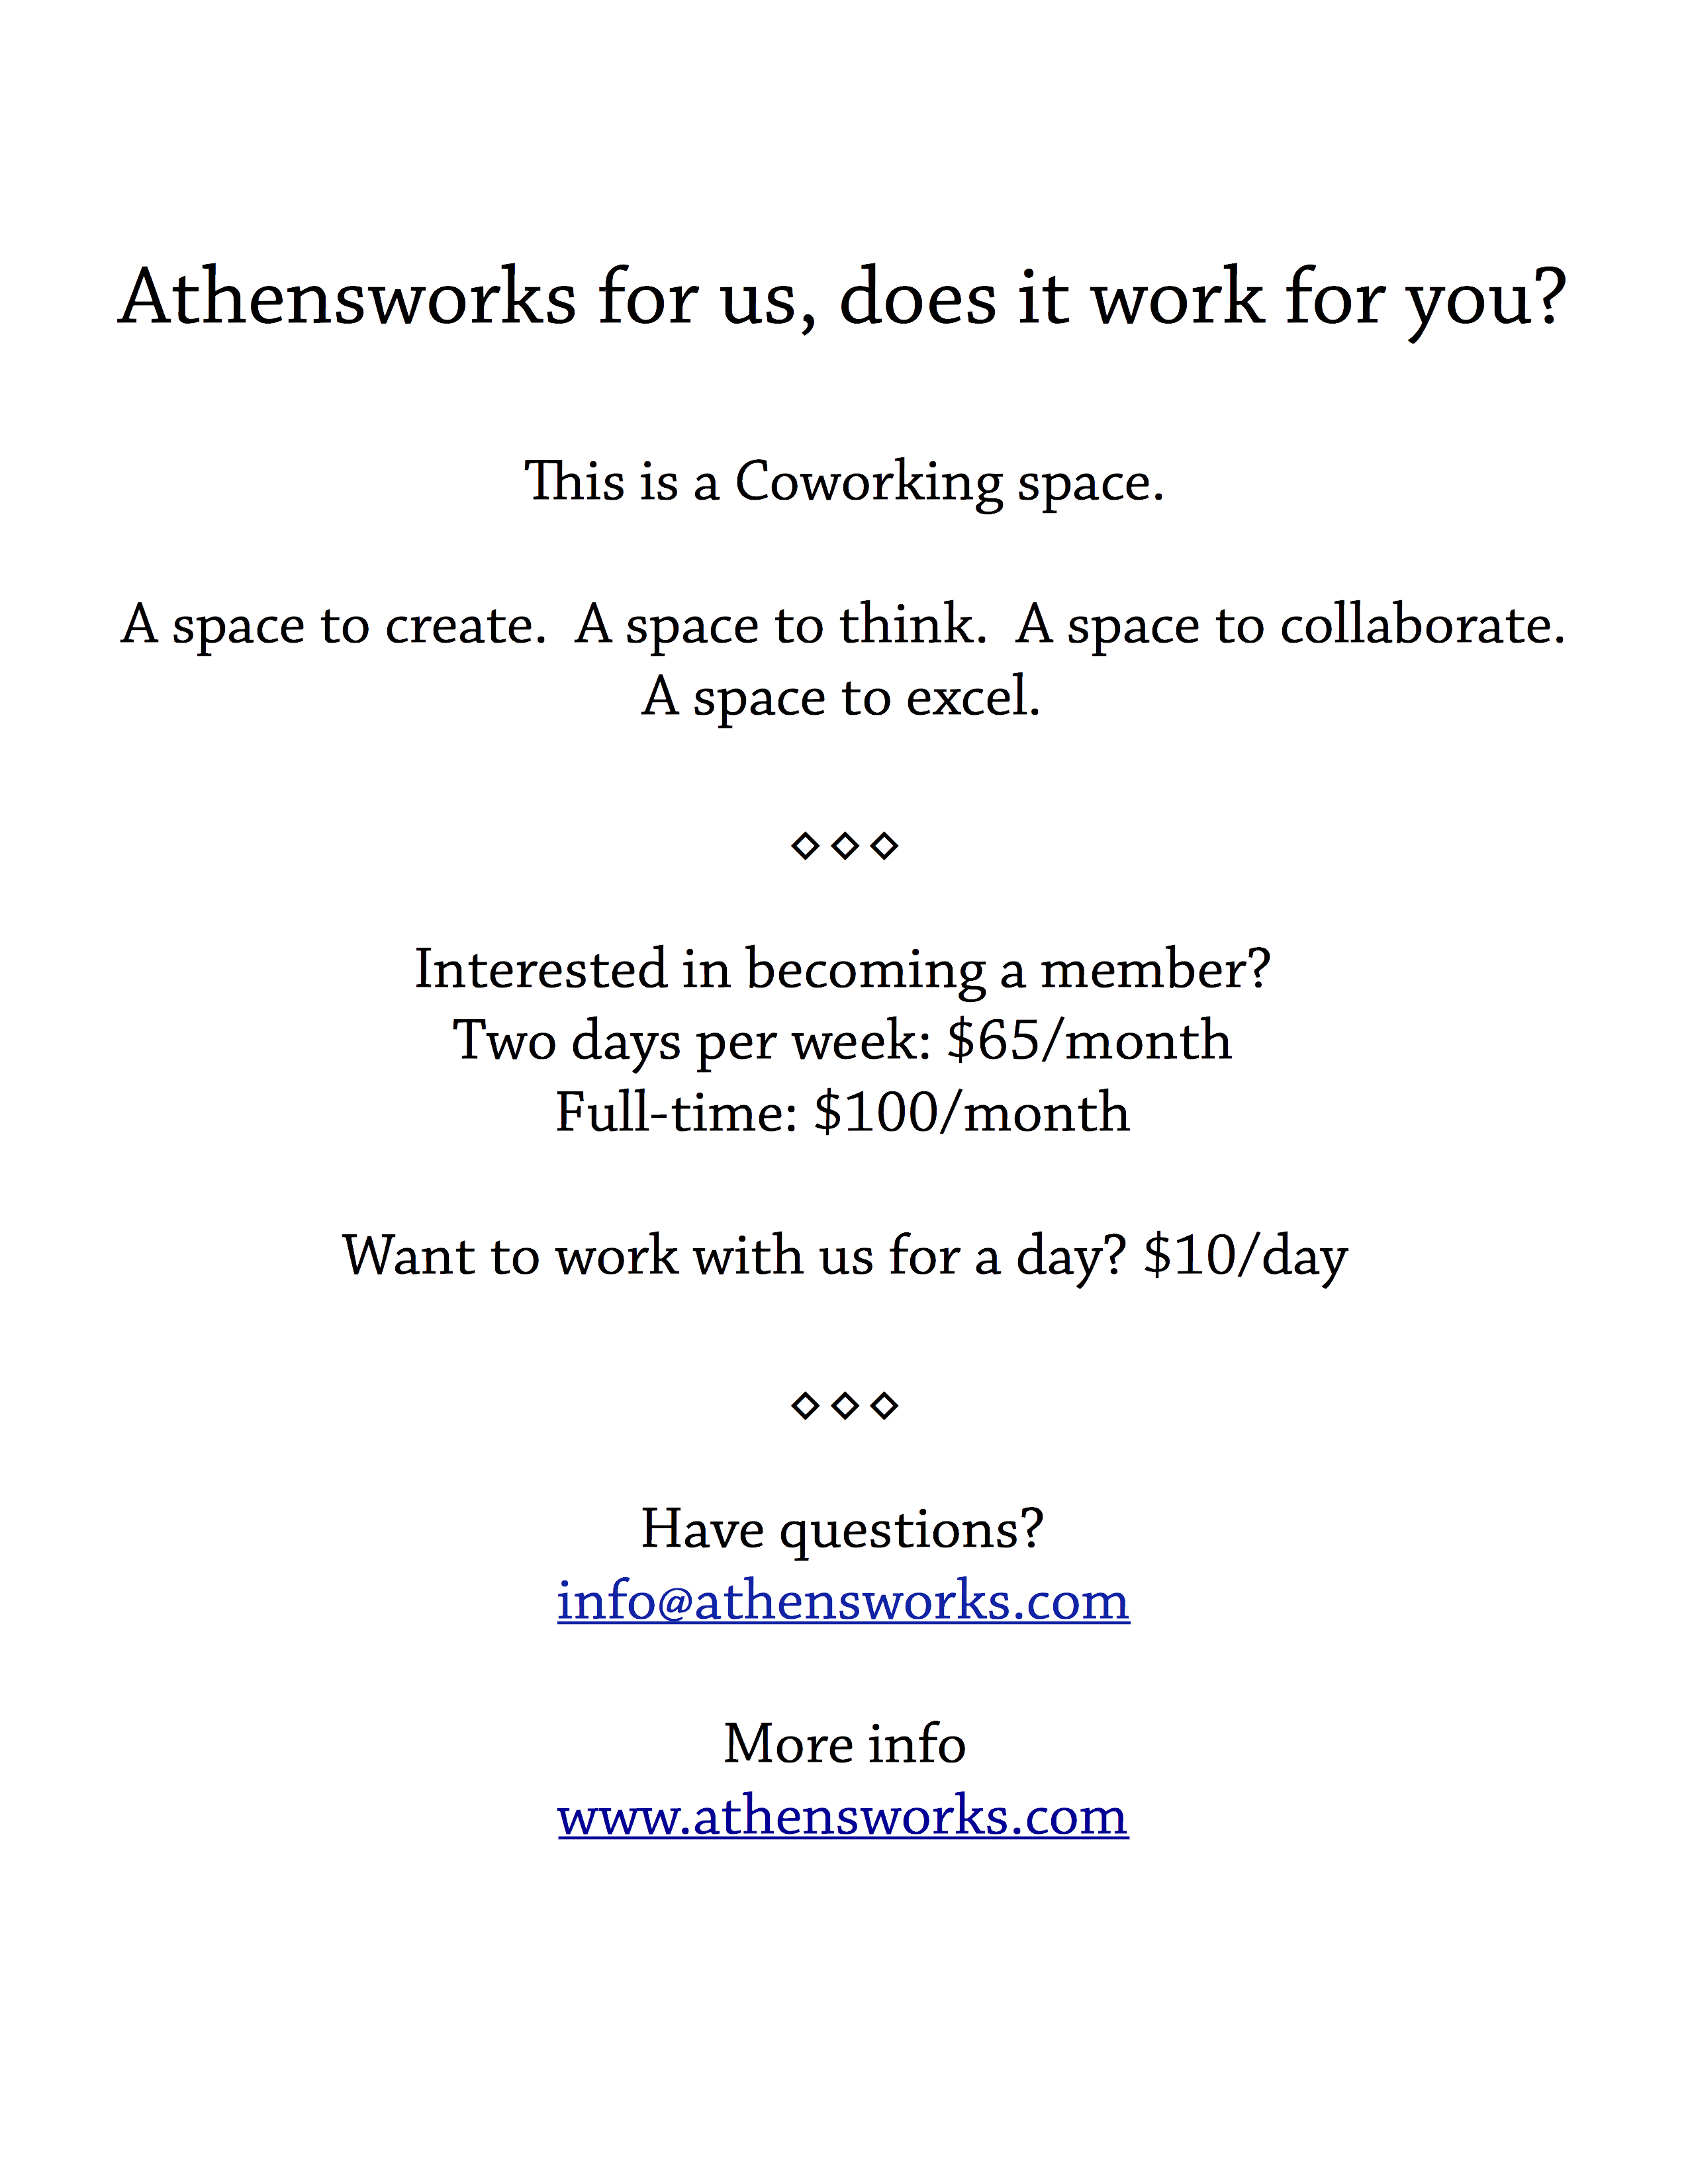 Athensworks for us, does it work for you?
This is a Coworking space.
A space to create.  A space to think.  A space to collaborate.
A space to excel.
◇◇◇
Interested in becoming a member?
Two days per week: $65/month
Full-time: $100/month
Want to work with us for a day? $10/day
◇◇◇
Have questions?
info@athensworks.com
More info
www.athensworks.com